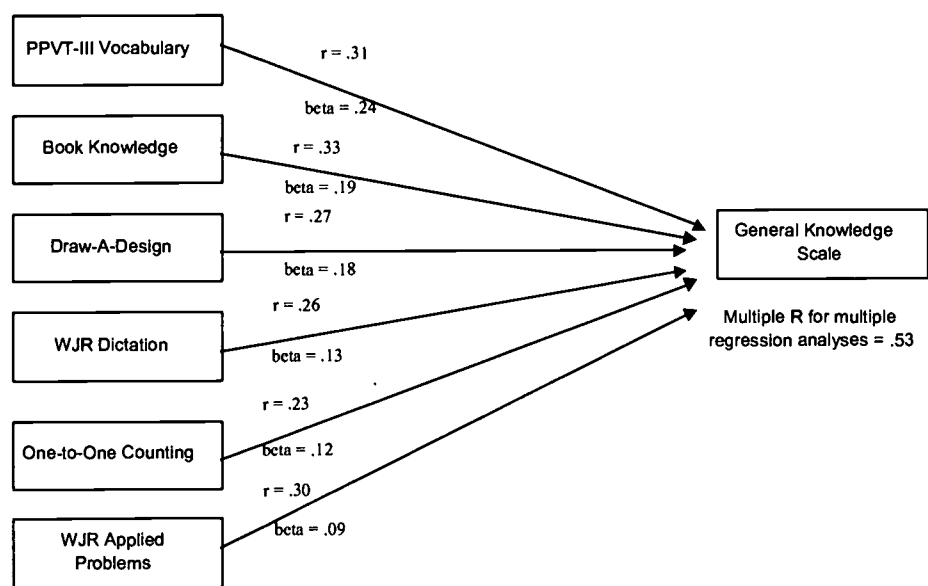 PPVT-III Vocabulary
r = .31
beta = .24
Book Knowledge
r = .33
beta = .19
Draw-A-Design
r = .27
beta = .18
General Knowledge
Scale
WJR Dictation
r = .26
beta = .13
Multiple R for multiple
regression analyses = .53
One-to-One Counting
r = .23
beta = .12
WJR Applied
Problems
r = .30
beta = .09